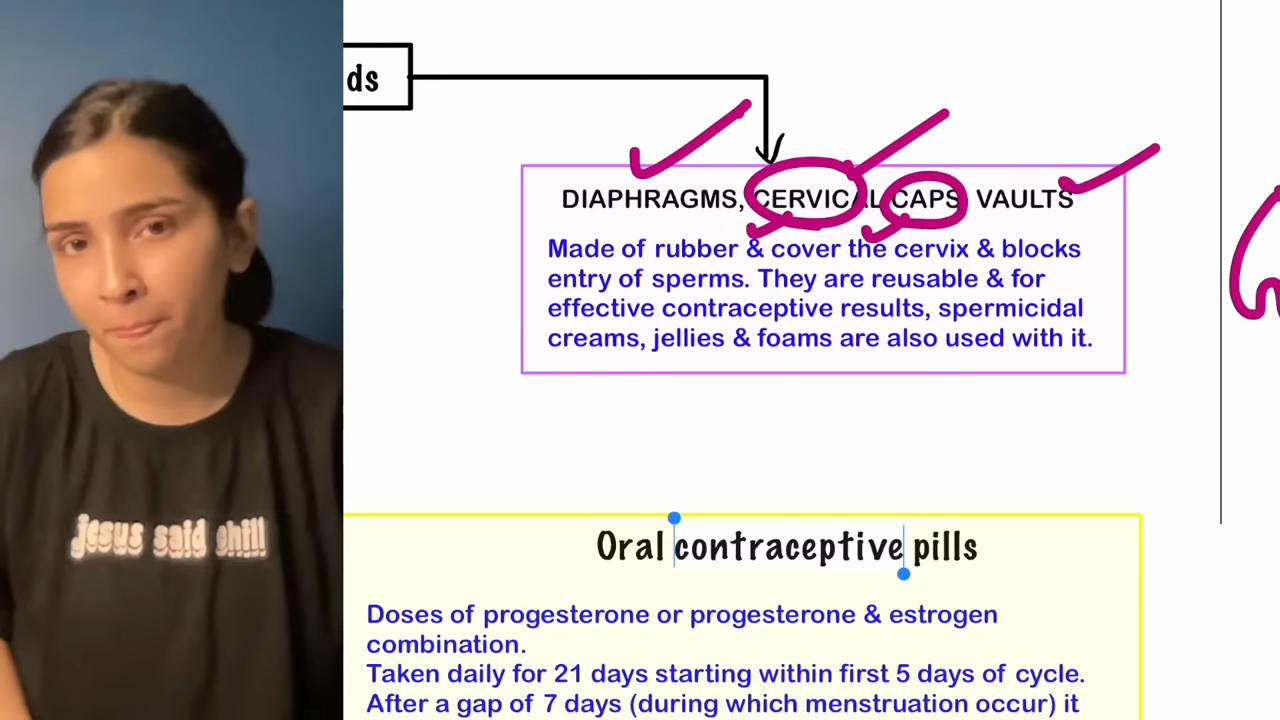 ds
DIAPHRAGMS, CERVICAL CAPS, VAULTS
Made of rubber & cover the cervix & blocks
entry of sperms. They are reusable & for
effective contraceptive results, spermicidal
creams, jellies & foams are also used with it.
jesus said chill
Oral contraceptive pills
Doses of progesterone or progesterone & estrogen
combination.
Taken daily for 21 days starting within first 5 days of cycle.
After a gap of 7 days (during which menstruation occur) it